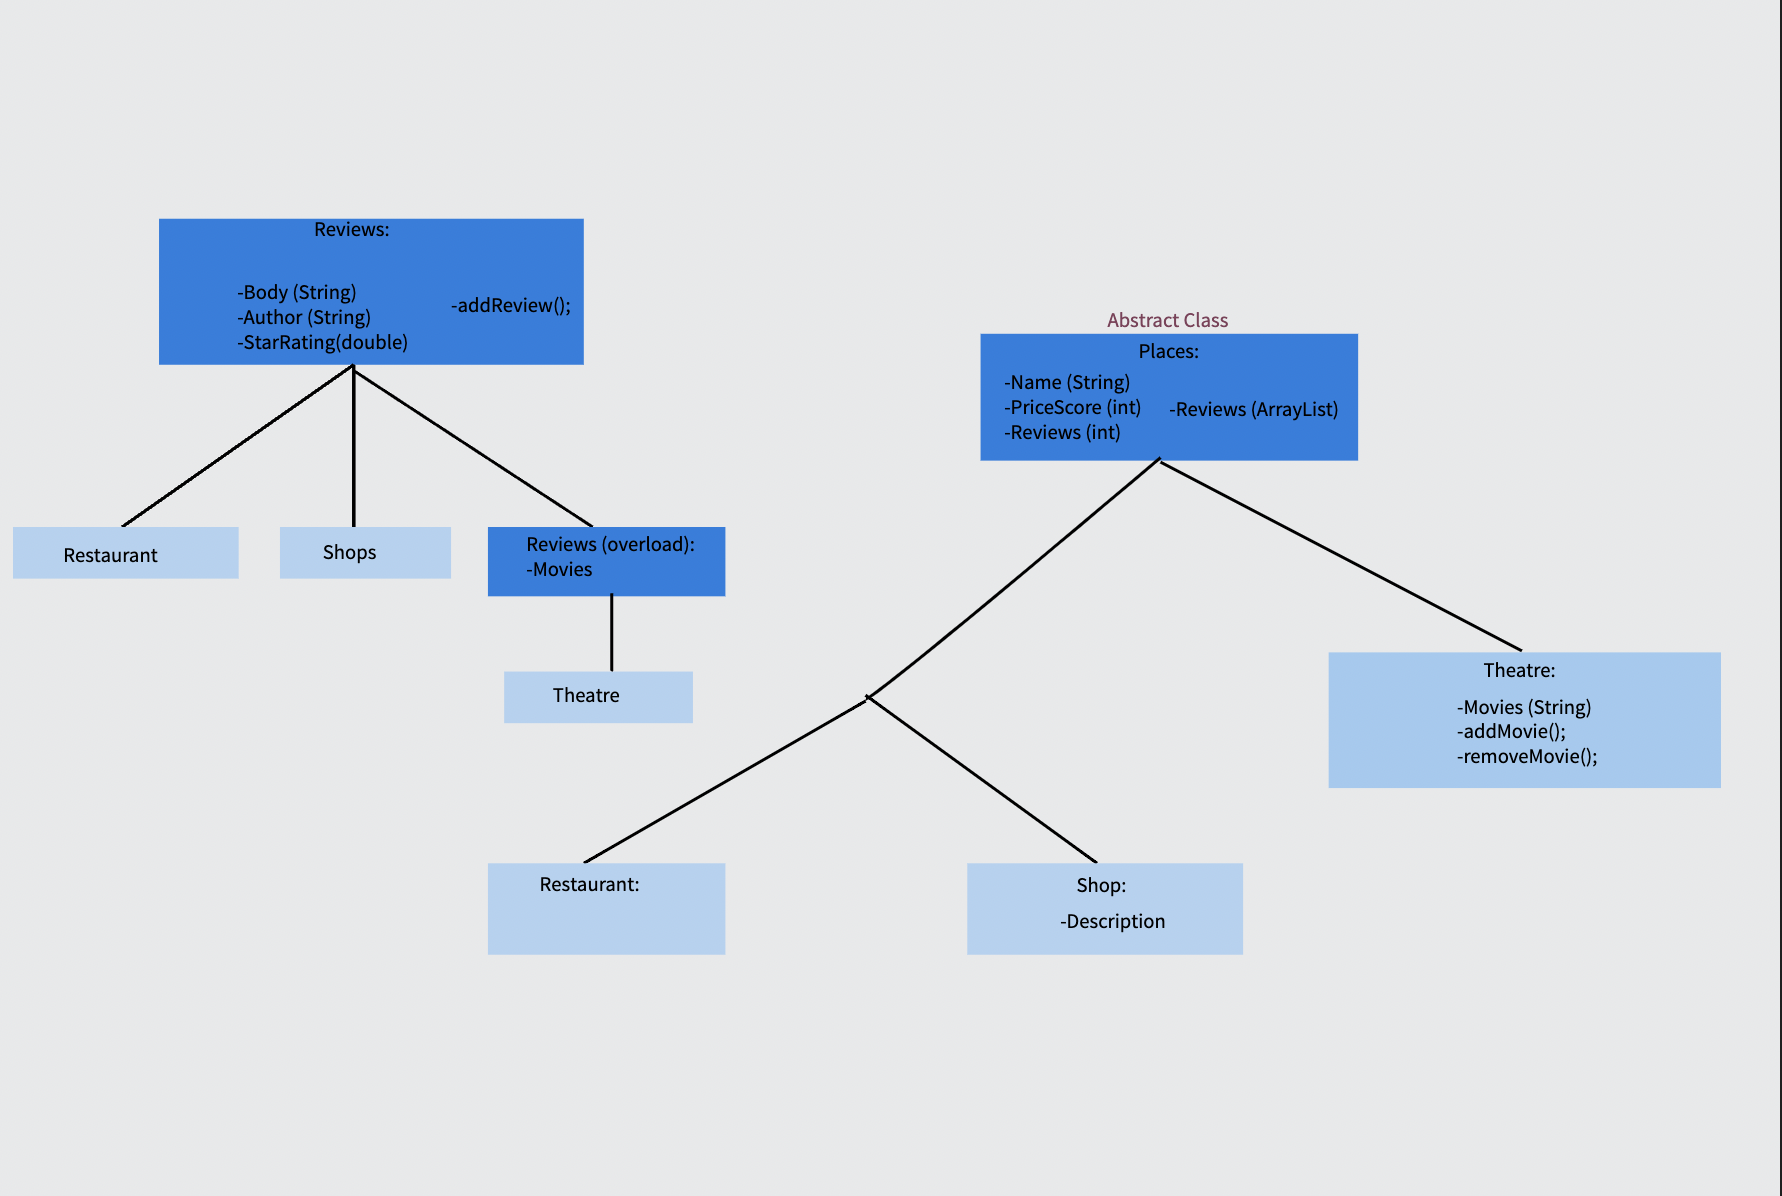 Reviews:
-Body (String)
-Author (String)
-StarRating(double)
-addReview();
Restaurant
Shops
Reviews (overload):
-Movies
Theatre
Abstract Class
Places:
-Name (String)
-PriceScore (int)
-Reviews (int)
-Reviews (ArrayList)
Theatre:
-Movies (String)
-addMovie();
-removeMovie();
Restaurant:
Shop:
-Description